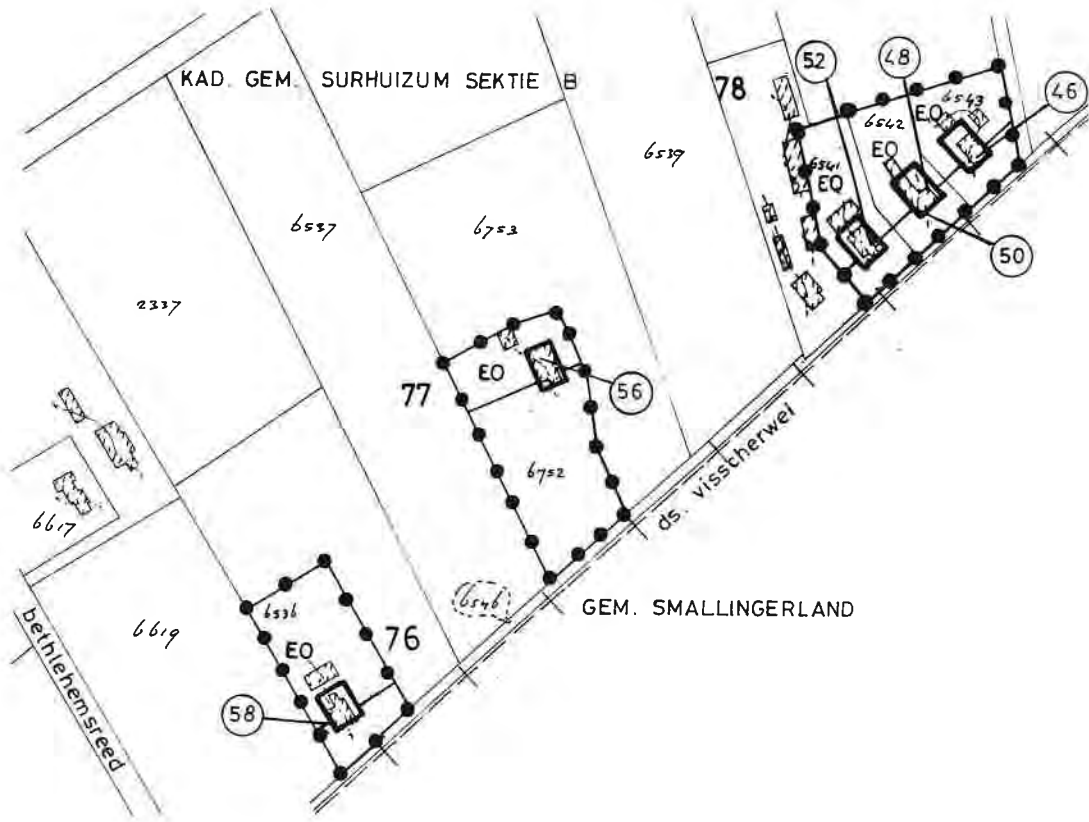 KAD. GEM. SURHUIZUM SEKTIE B
78
52
48
46
6543
6542
EO
6539
EO
6541
EO
6537
6753
50
2337
EO
56
77
6752
ds. visscherwei
6617
6546
GEM. SMALLINGERLAND
6536
bethlehemsreed
6619
76
EO
58